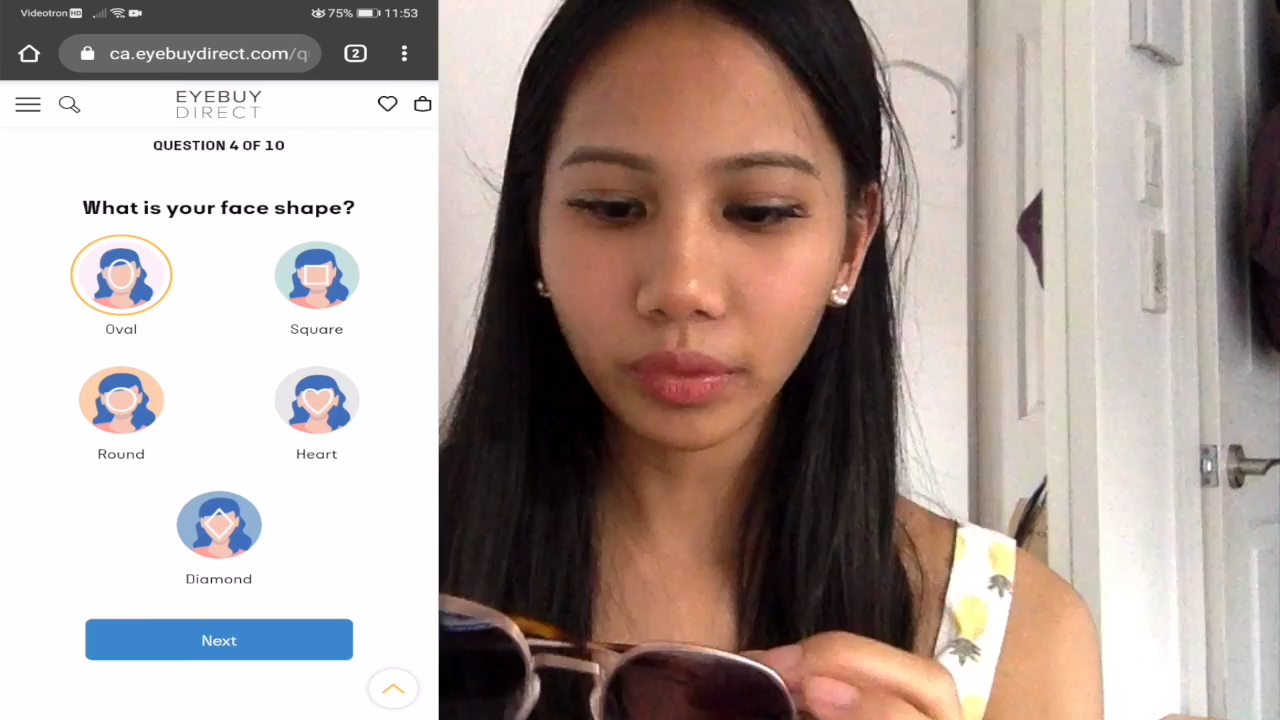 Videotron HD 75% 11:53
ca.eyebuydirect.com/q 2
EYEBUY
DIRECT
QUESTION 4 OF 10
What is your face shape?
Oval Square
Round Heart
Diamond
Next